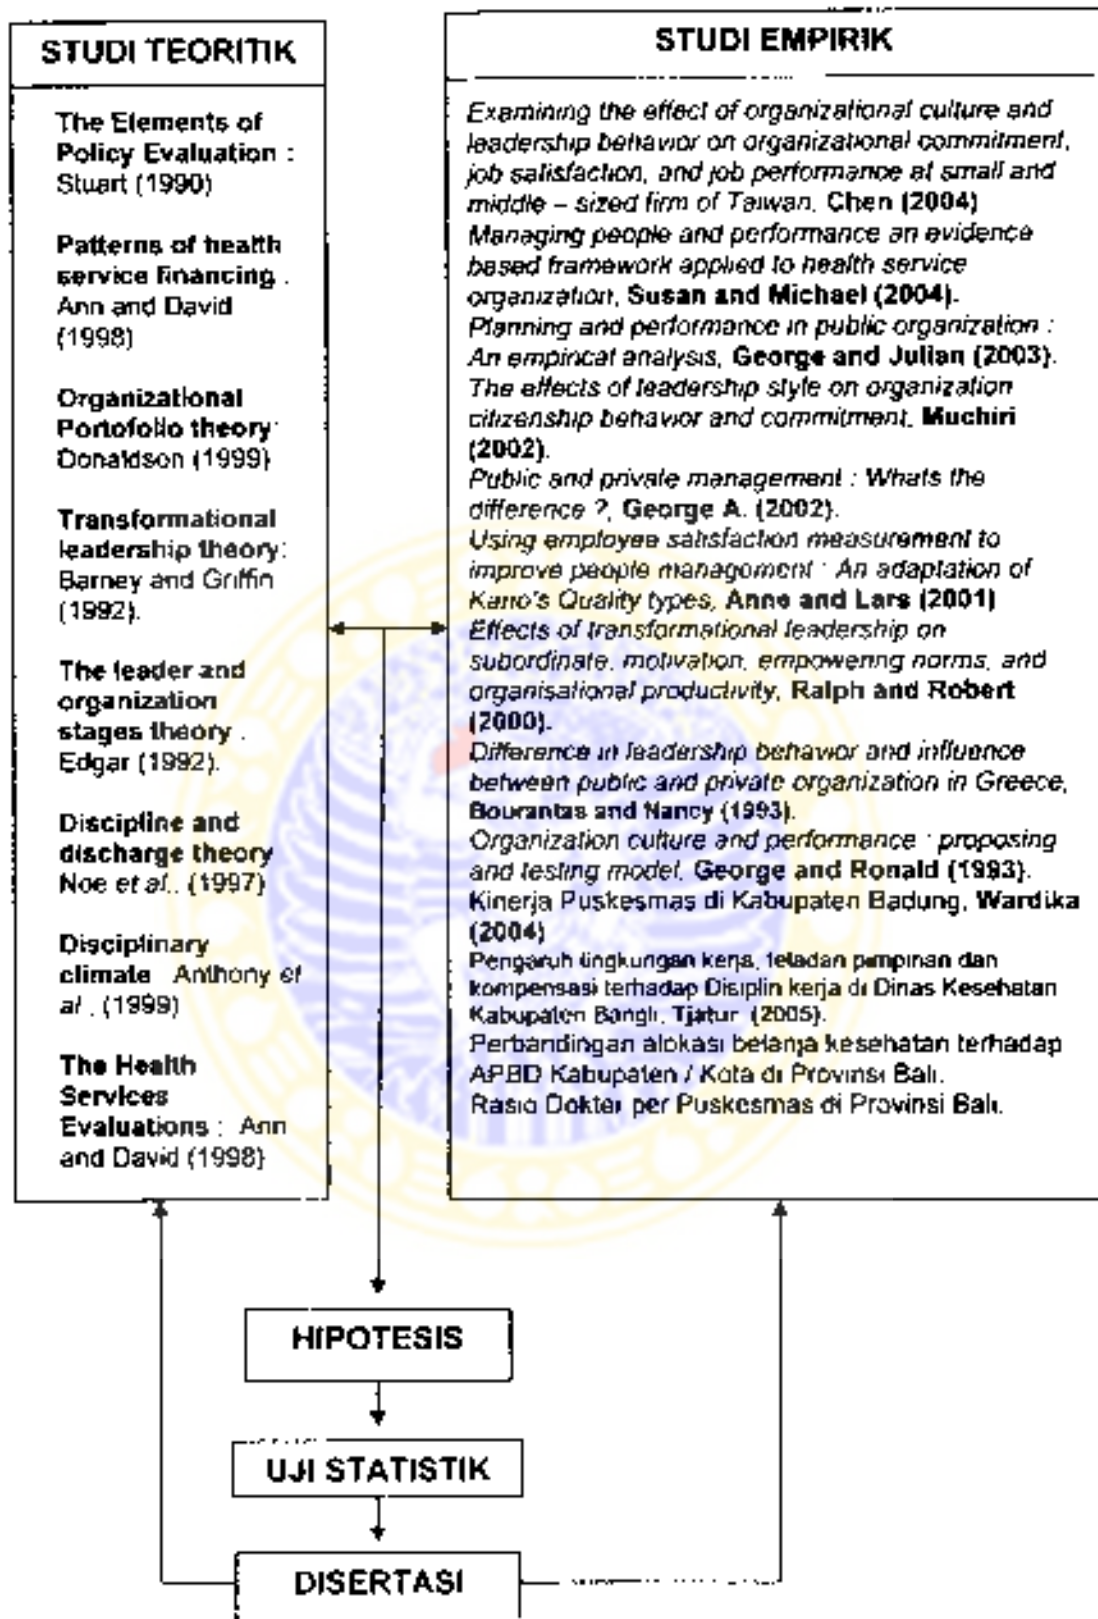 STUDI TEORITIK
The Elements of
Policy Evaluation :
Stuart (1990)
Patterns of health
service financing .
Ann and David
(1998)
Organizational
Portofolio theory:
Donaldson (1999)
Transformational
leadership theory:
Barney and Griffin
(1992).
The leader and
organization
stages theory .
Edgar (1992).
Discipline and
discharge theory
Noe et al., (1997)
Disciplinary
climate Anthony et
al , (1999)
The Health
Services
Evaluations : Ann
and David (1998)
STUDI EMPIRIK
Examining the effect of organizational culture and
leadership behavior on organizational commitment,
job satisfaction, and job performance at small and
middle – sized firm of Taiwan, Chen (2004)
Managing people and performance an evidence
based framework applied to health service
organization, Susan and Michael (2004).
Planning and performance in public organization :
An empirical analysis, George and Julian (2003).
The effects of leadership style on organization
citizenship behavior and commitment, Muchiri
(2002).
Public and private management : Whats the
difference ?, George A. (2002).
Using employee satisfaction measurement to
improve people management : An adaptation of
Kano's Quality types, Anne and Lars (2001)
Effects of transformational leadership on
subordinate, motivation, empowering norms, and
organisational productivity, Ralph and Robert
(2000).
Difference in leadership behavior and influence
between public and private organization in Greece,
Bourantas and Nancy (1993).
Organization culture and performance : proposing
and testing model, George and Ronald (1993).
Kinerja Puskesmas di Kabupaten Badung, Wardika
(2004)
Pengaruh lingkungan kerja, teladan pimpinan dan
kompensasi terhadap Disiplin kerja di Dinas Kesehatan
Kabupaten Bangli, Tjatur (2005).
Perbandingan alokasi belanja kesehatan terhadap
APBD Kabupaten / Kota di Provinsi Bali.
Rasio Dokter per Puskesmas di Provinsi Bali.
HIPOTESIS
UJI STATISTIK
DISERTASI